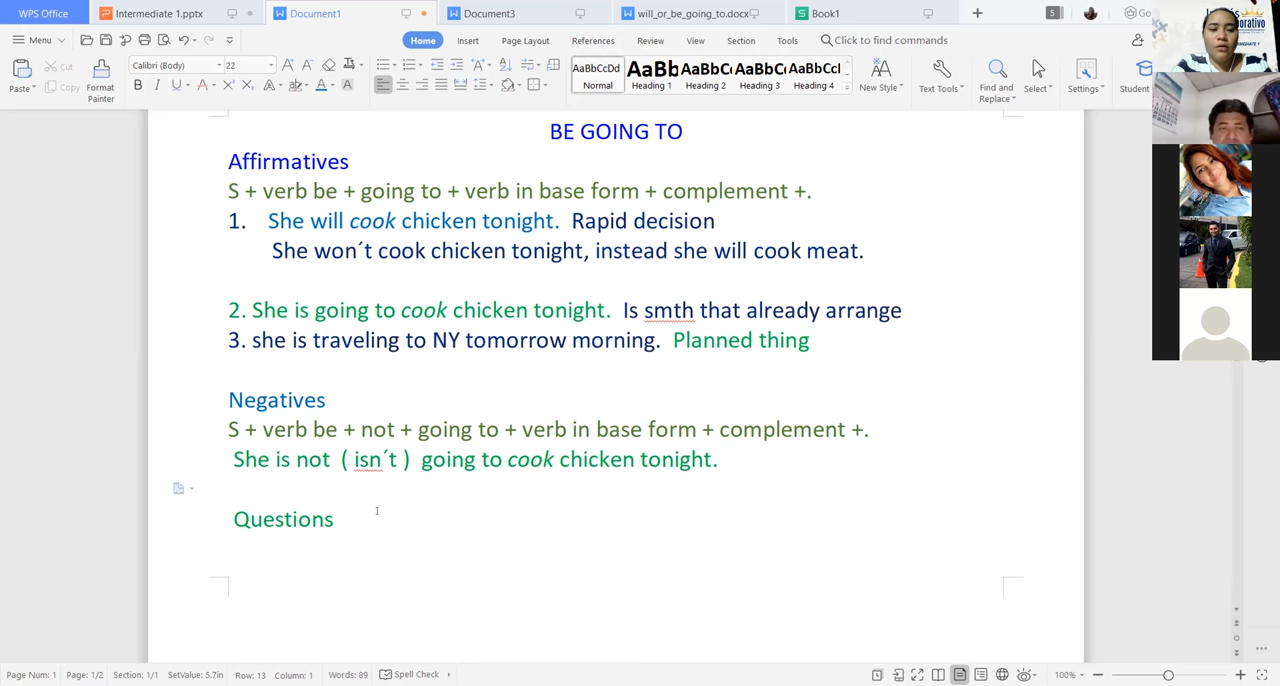 WPS Office Intermediate 1.pptx Document1 Document3 will_or_be_going_to.docx Book1 + 5 Go
Menu Home Insert Page Layout References Review View Section Tools Click to find commands
Paste Cut Copy Format Painter Calibri (Body) 22 AaBbCcDd Normal AaBb Heading 1 AaBbC Heading 2 AaBbC Heading 3 AaBbCcl Heading 4 New Style Text Tools Find and Replace Select Settings Student
BE GOING TO
Affirmatives
S + verb be + going to + verb in base form + complement +.
1. She will cook chicken tonight. Rapid decision
She won´t cook chicken tonight, instead she will cook meat.
2. She is going to cook chicken tonight. Is smth that already arrange
3. she is traveling to NY tomorrow morning. Planned thing
Negatives
S + verb be + not + going to + verb in base form + complement +.
She is not ( isn´t ) going to cook chicken tonight.
Questions
Page Num: 1 Page: 1/2 Section: 1/1 SetValue: 5.7in Row: 13 Column: 1 Words: 89 Spell Check 100%